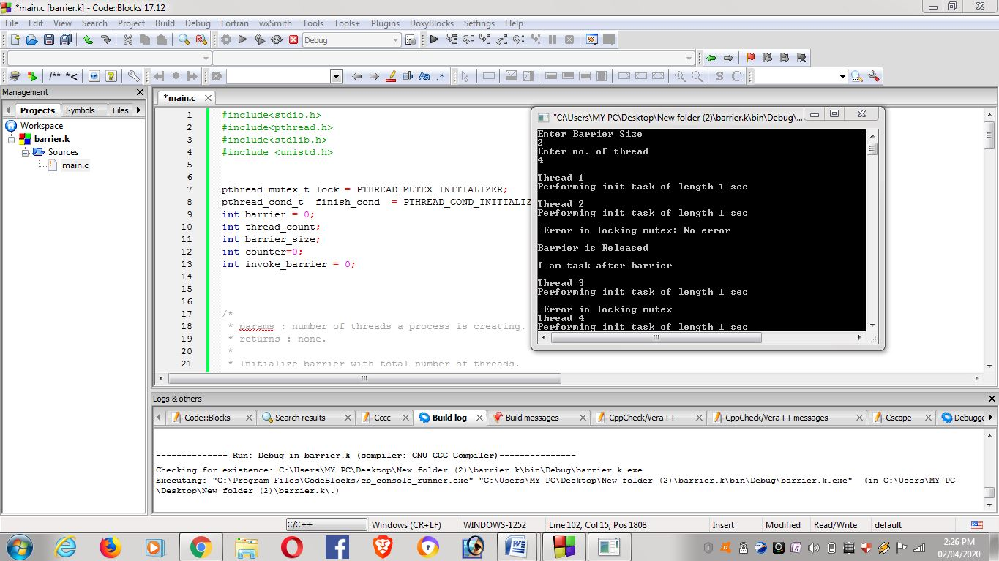 *main.c [barrier.k] - Code::Blocks 17.12
File Edit View Search Project Build Debug Fortran wxSmith Tools Tools+ Plugins DoxyBlocks Settings Help
Debug
/** *<
Aa .*
S C
Management
Projects Symbols Files
Workspace
barrier.k
Sources
main.c
*main.c
1 #include<stdio.h>
2 #include<pthread.h>
3 #include<stdlib.h>
4 #include <unistd.h>
5
6
7 pthread_mutex_t lock = PTHREAD_MUTEX_INITIALIZER;
8 pthread_cond_t finish_cond = PTHREAD_COND_INITIALIZ
9 int barrier = 0;
10 int thread_count;
11 int barrier_size;
12 int counter=0;
13 int invoke_barrier = 0;
14
15
16
17 /*
18 * params : number of threads a process is creating.
19 * returns : none.
20 *
21 * Initialize barrier with total number of threads.
"C:\Users\MY PC\Desktop\New folder (2)\barrier.k\bin\Debug\...
Enter Barrier Size
2
Enter no. of thread
4
Thread 1
Performing init task of length 1 sec
Thread 2
Performing init task of length 1 sec
Error in locking mutex: No error
Barrier is Released
I am task after barrier
Thread 3
Performing init task of length 1 sec
Error in locking mutex
Thread 4
Performing init task of length 1 sec
Logs & others
Code::Blocks Search results Cccc Build log Build messages CppCheck/Vera++ CppCheck/Vera++ messages Cscope Debugge
-------------- Run: Debug in barrier.k (compiler: GNU GCC Compiler)---------------
Checking for existence: C:\Users\MY PC\Desktop\New folder (2)\barrier.k\bin\Debug\barrier.k.exe
Executing: "C:\Program Files\CodeBlocks/cb_console_runner.exe" "C:\Users\MY PC\Desktop\New folder (2)\barrier.k\bin\Debug\barrier.k.exe" (in C:\Users\MY PC
\Desktop\New folder (2)\barrier.k\.)
C/C++ Windows (CR+LF) WINDOWS-1252 Line 102, Col 15, Pos 1808 Insert Modified Read/Write default
2:26 PM
02/04/2020